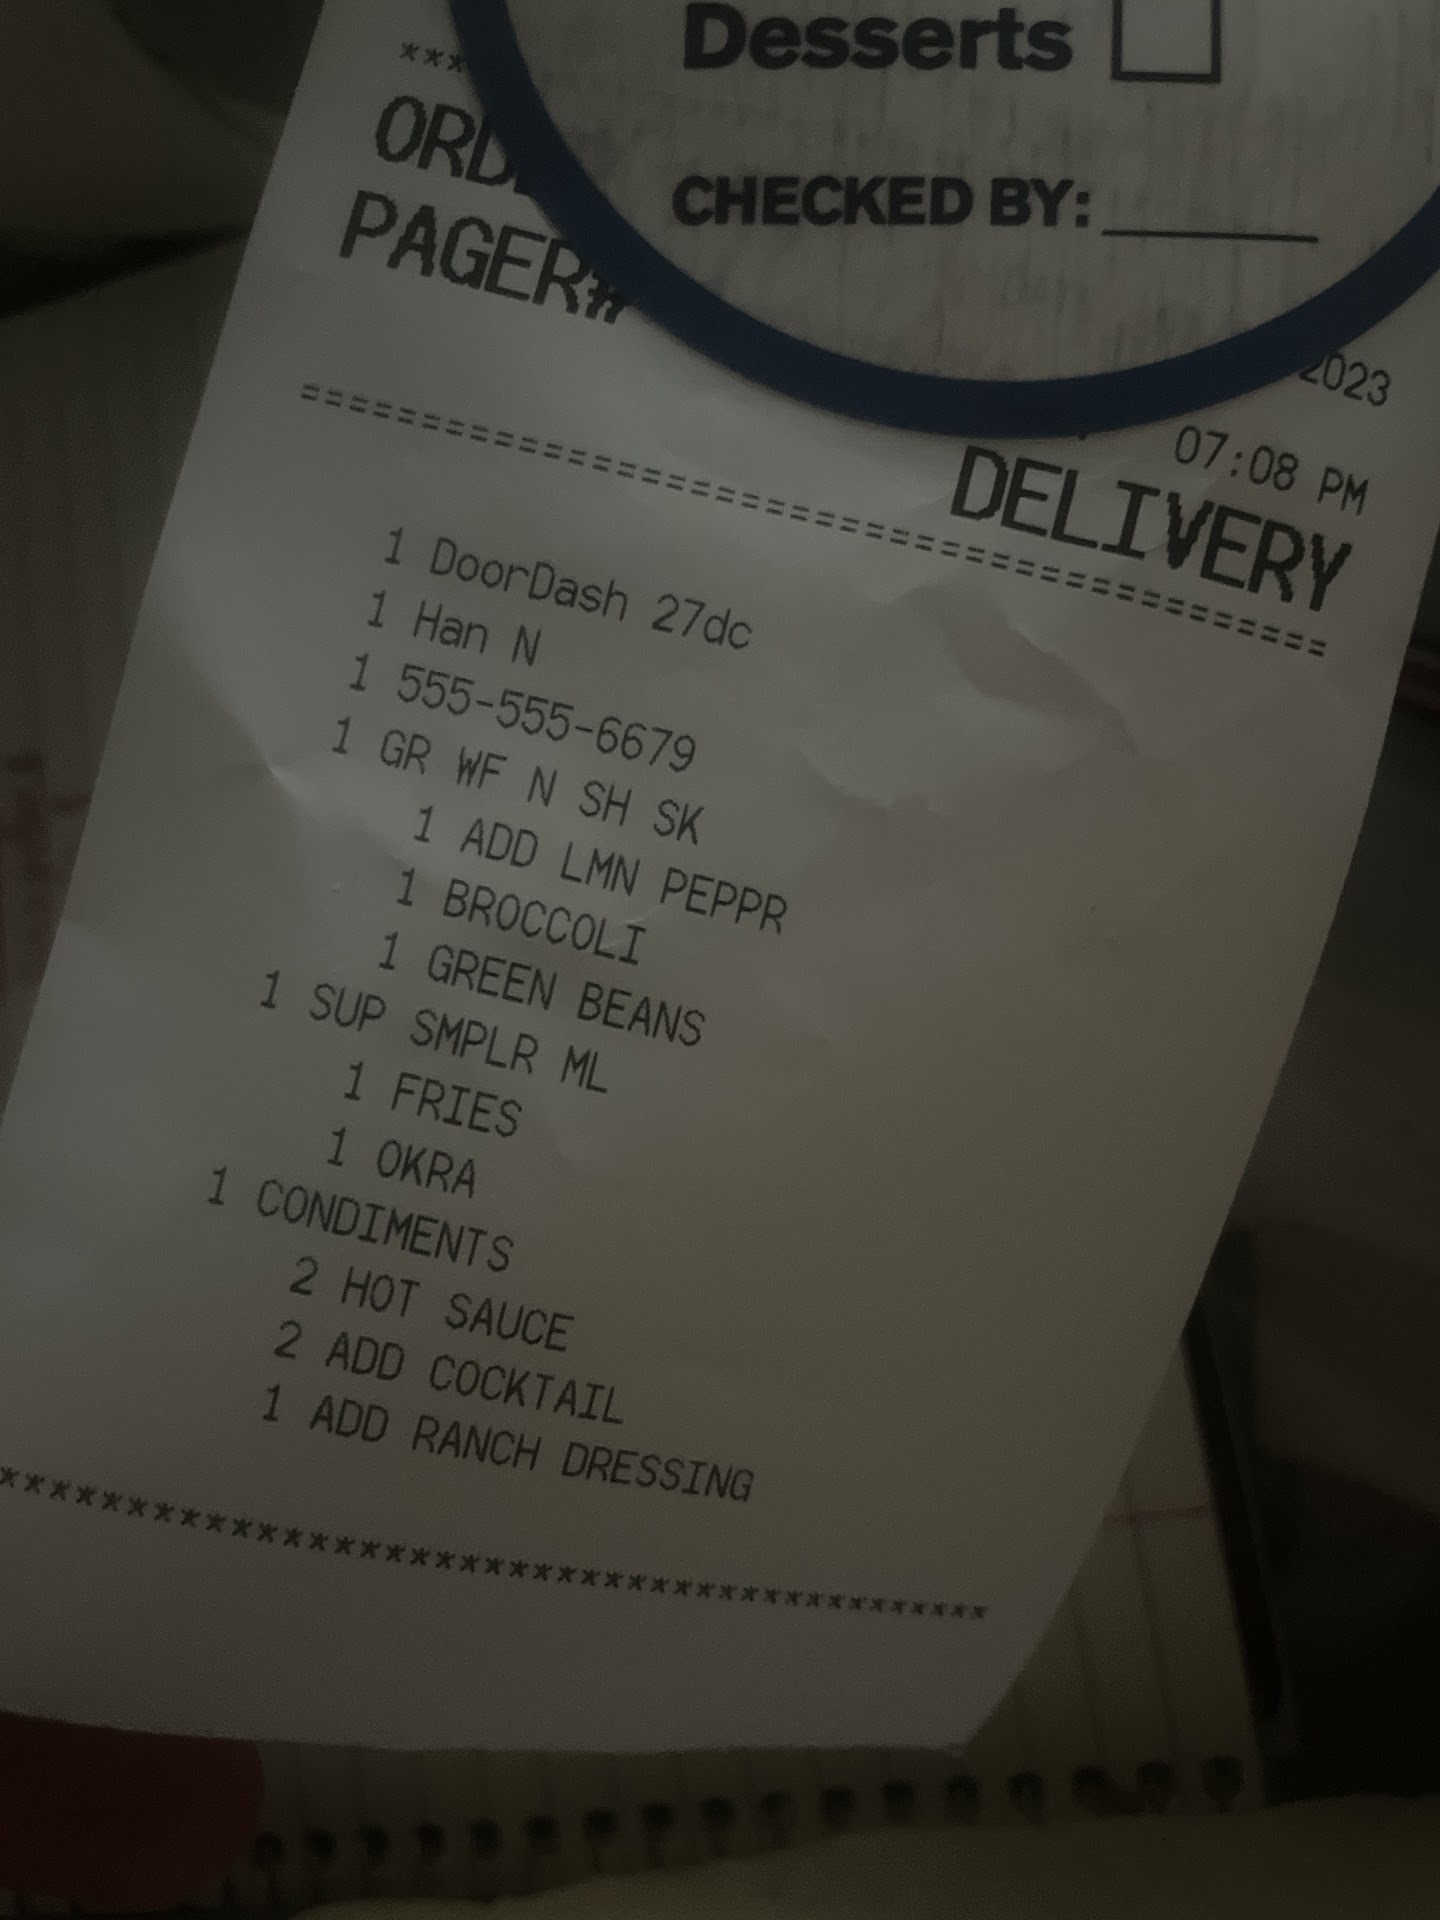 Desserts
CHECKED BY:
***
PAGER#
2023
07:08 PM
DELIVERY
===========================================
1 DoorDash 27dc
1 Han N
1 555-555-6679
1 GR WF N SH SK
1 ADD LMN PEPPR
1 BROCCOLI
1 GREEN BEANS
1 SUP SMPLR ML
1 FRIES
1 OKRA
1 CONDIMENTS
2 HOT SAUCE
2 ADD COCKTAIL
1 ADD RANCH DRESSING
***************************************